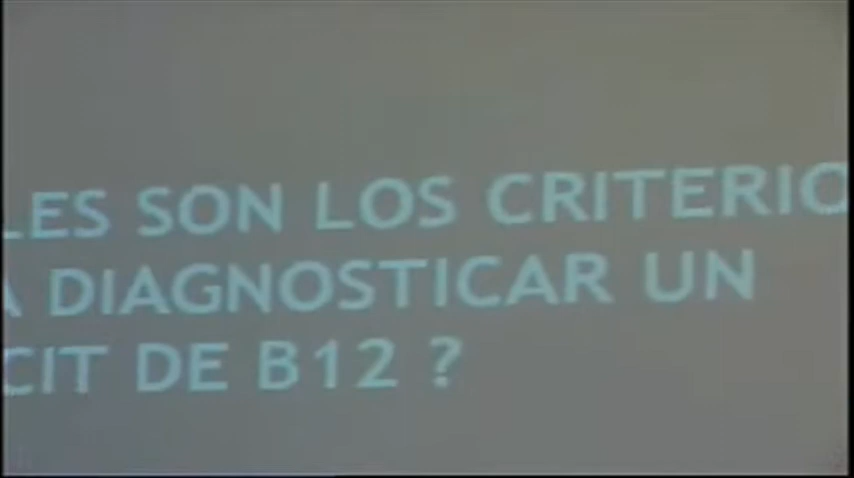 LES SON LOS CRITERIO
A DIAGNOSTICAR UN
CIT DE B12 ?